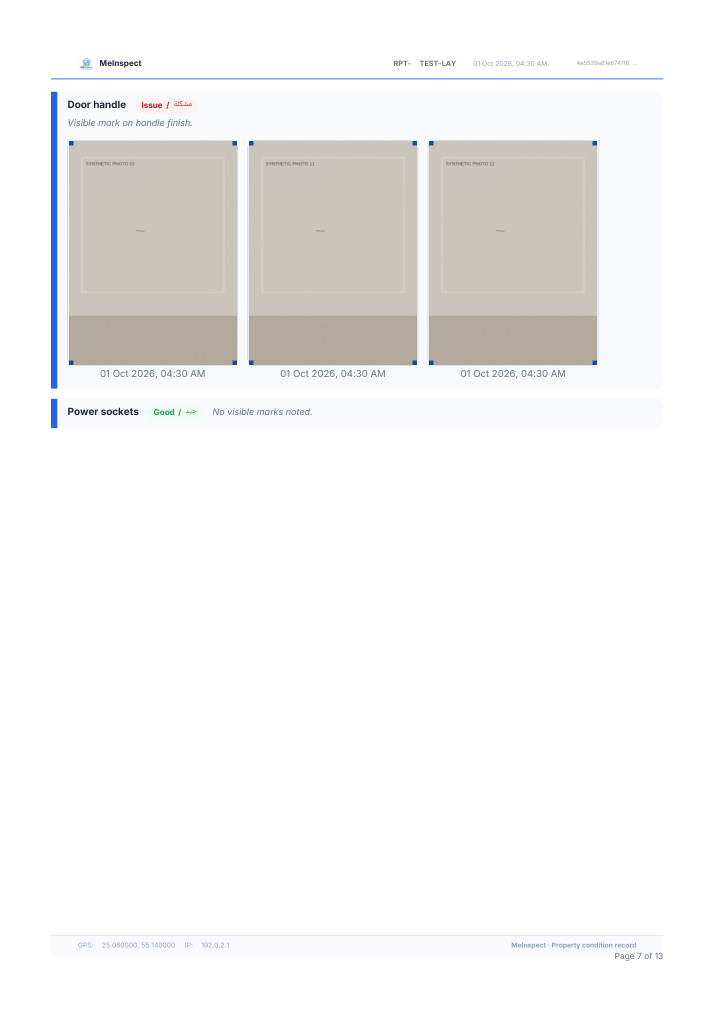 MeInspect RPT- TEST-LAY 01 Oct 2026, 04:30 AM
Door handle Issue / مشكلة
Visible mark on handle finish.
SYNTHETIC PHOTO 10 SYNTHETIC PHOTO 11 SYNTHETIC PHOTO 12
01 Oct 2026, 04:30 AM 01 Oct 2026, 04:30 AM 01 Oct 2026, 04:30 AM
Power sockets Good / جيد No visible marks noted.
GPS: 25.080000, 55.140000 IP: 192.0.2.1 MeInspect · Property condition record
Page 7 of 13